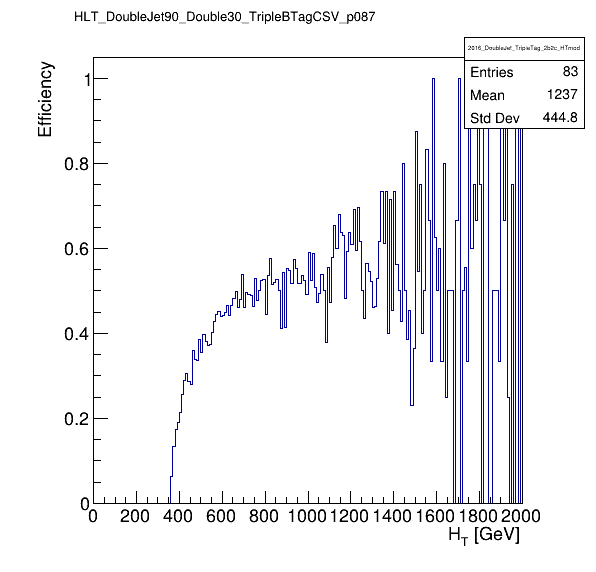 HLT_DoubleJet90_Double30_TripleBTagCSV_p087
2016_DoubleJet_TripleTag_2b2c_HTmod
Entries 83
Mean 1237
Std Dev 444.8
Efficiency
1
0.8
0.6
0.4
0.2
0
0 200 400 600 800 1000 1200 1400 1600 1800 2000
H_T [GeV]